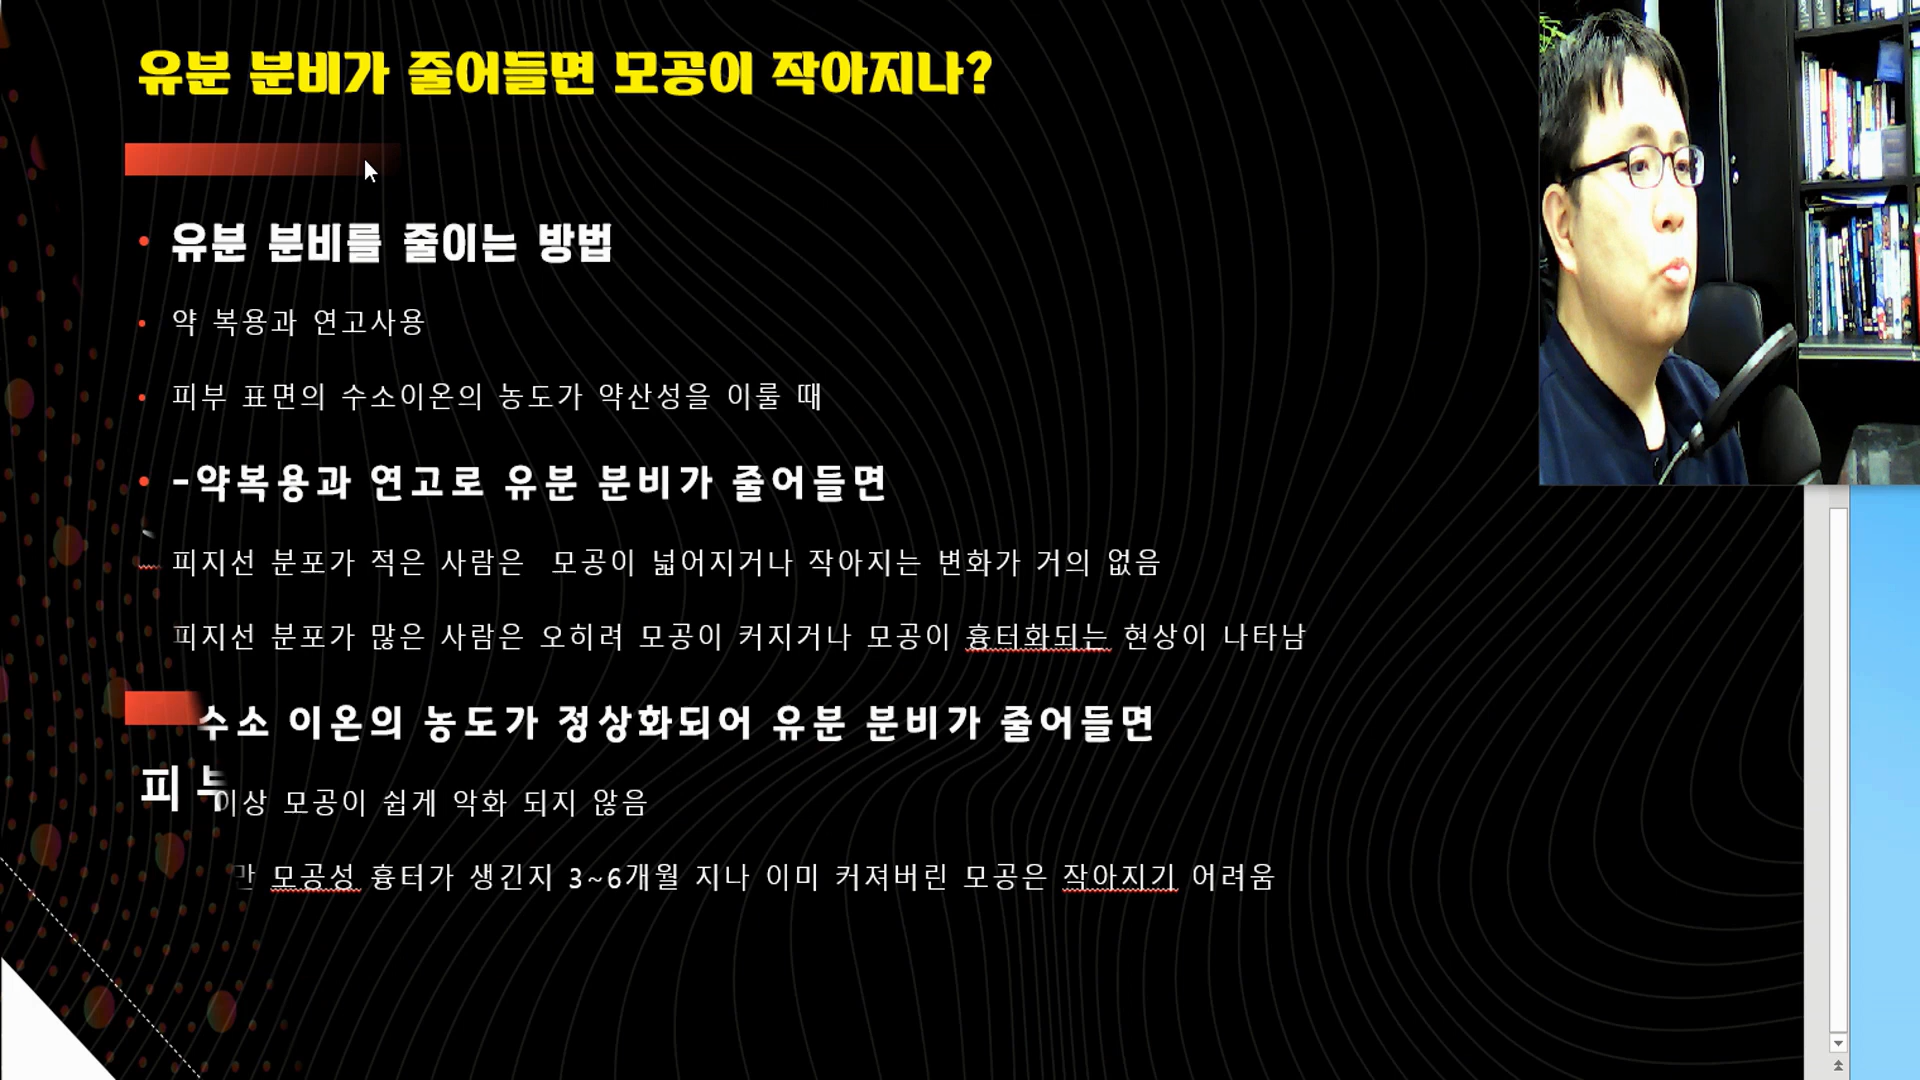 유분 분비가 줄어들면 모공이 작아지나?
유분 분비를 줄이는 방법
약 복용과 연고사용
피부 표면의 수소이온의 농도가 약산성을 이룰 때
-약복용과 연고로 유분 분비가 줄어들면
피지선 분포가 적은 사람은 모공이 넓어지거나 작아지는 변화가 거의 없음
피지선 분포가 많은 사람은 오히려 모공이 커지거나 모공이 흉터화되는 현상이 나타남
수소 이온의 농도가 정상화되어 유분 분비가 줄어들면
피부
이상 모공이 쉽게 악화 되지 않음
만 모공성 흉터가 생긴지 3~6개월 지나 이미 커져버린 모공은 작아지기 어려움